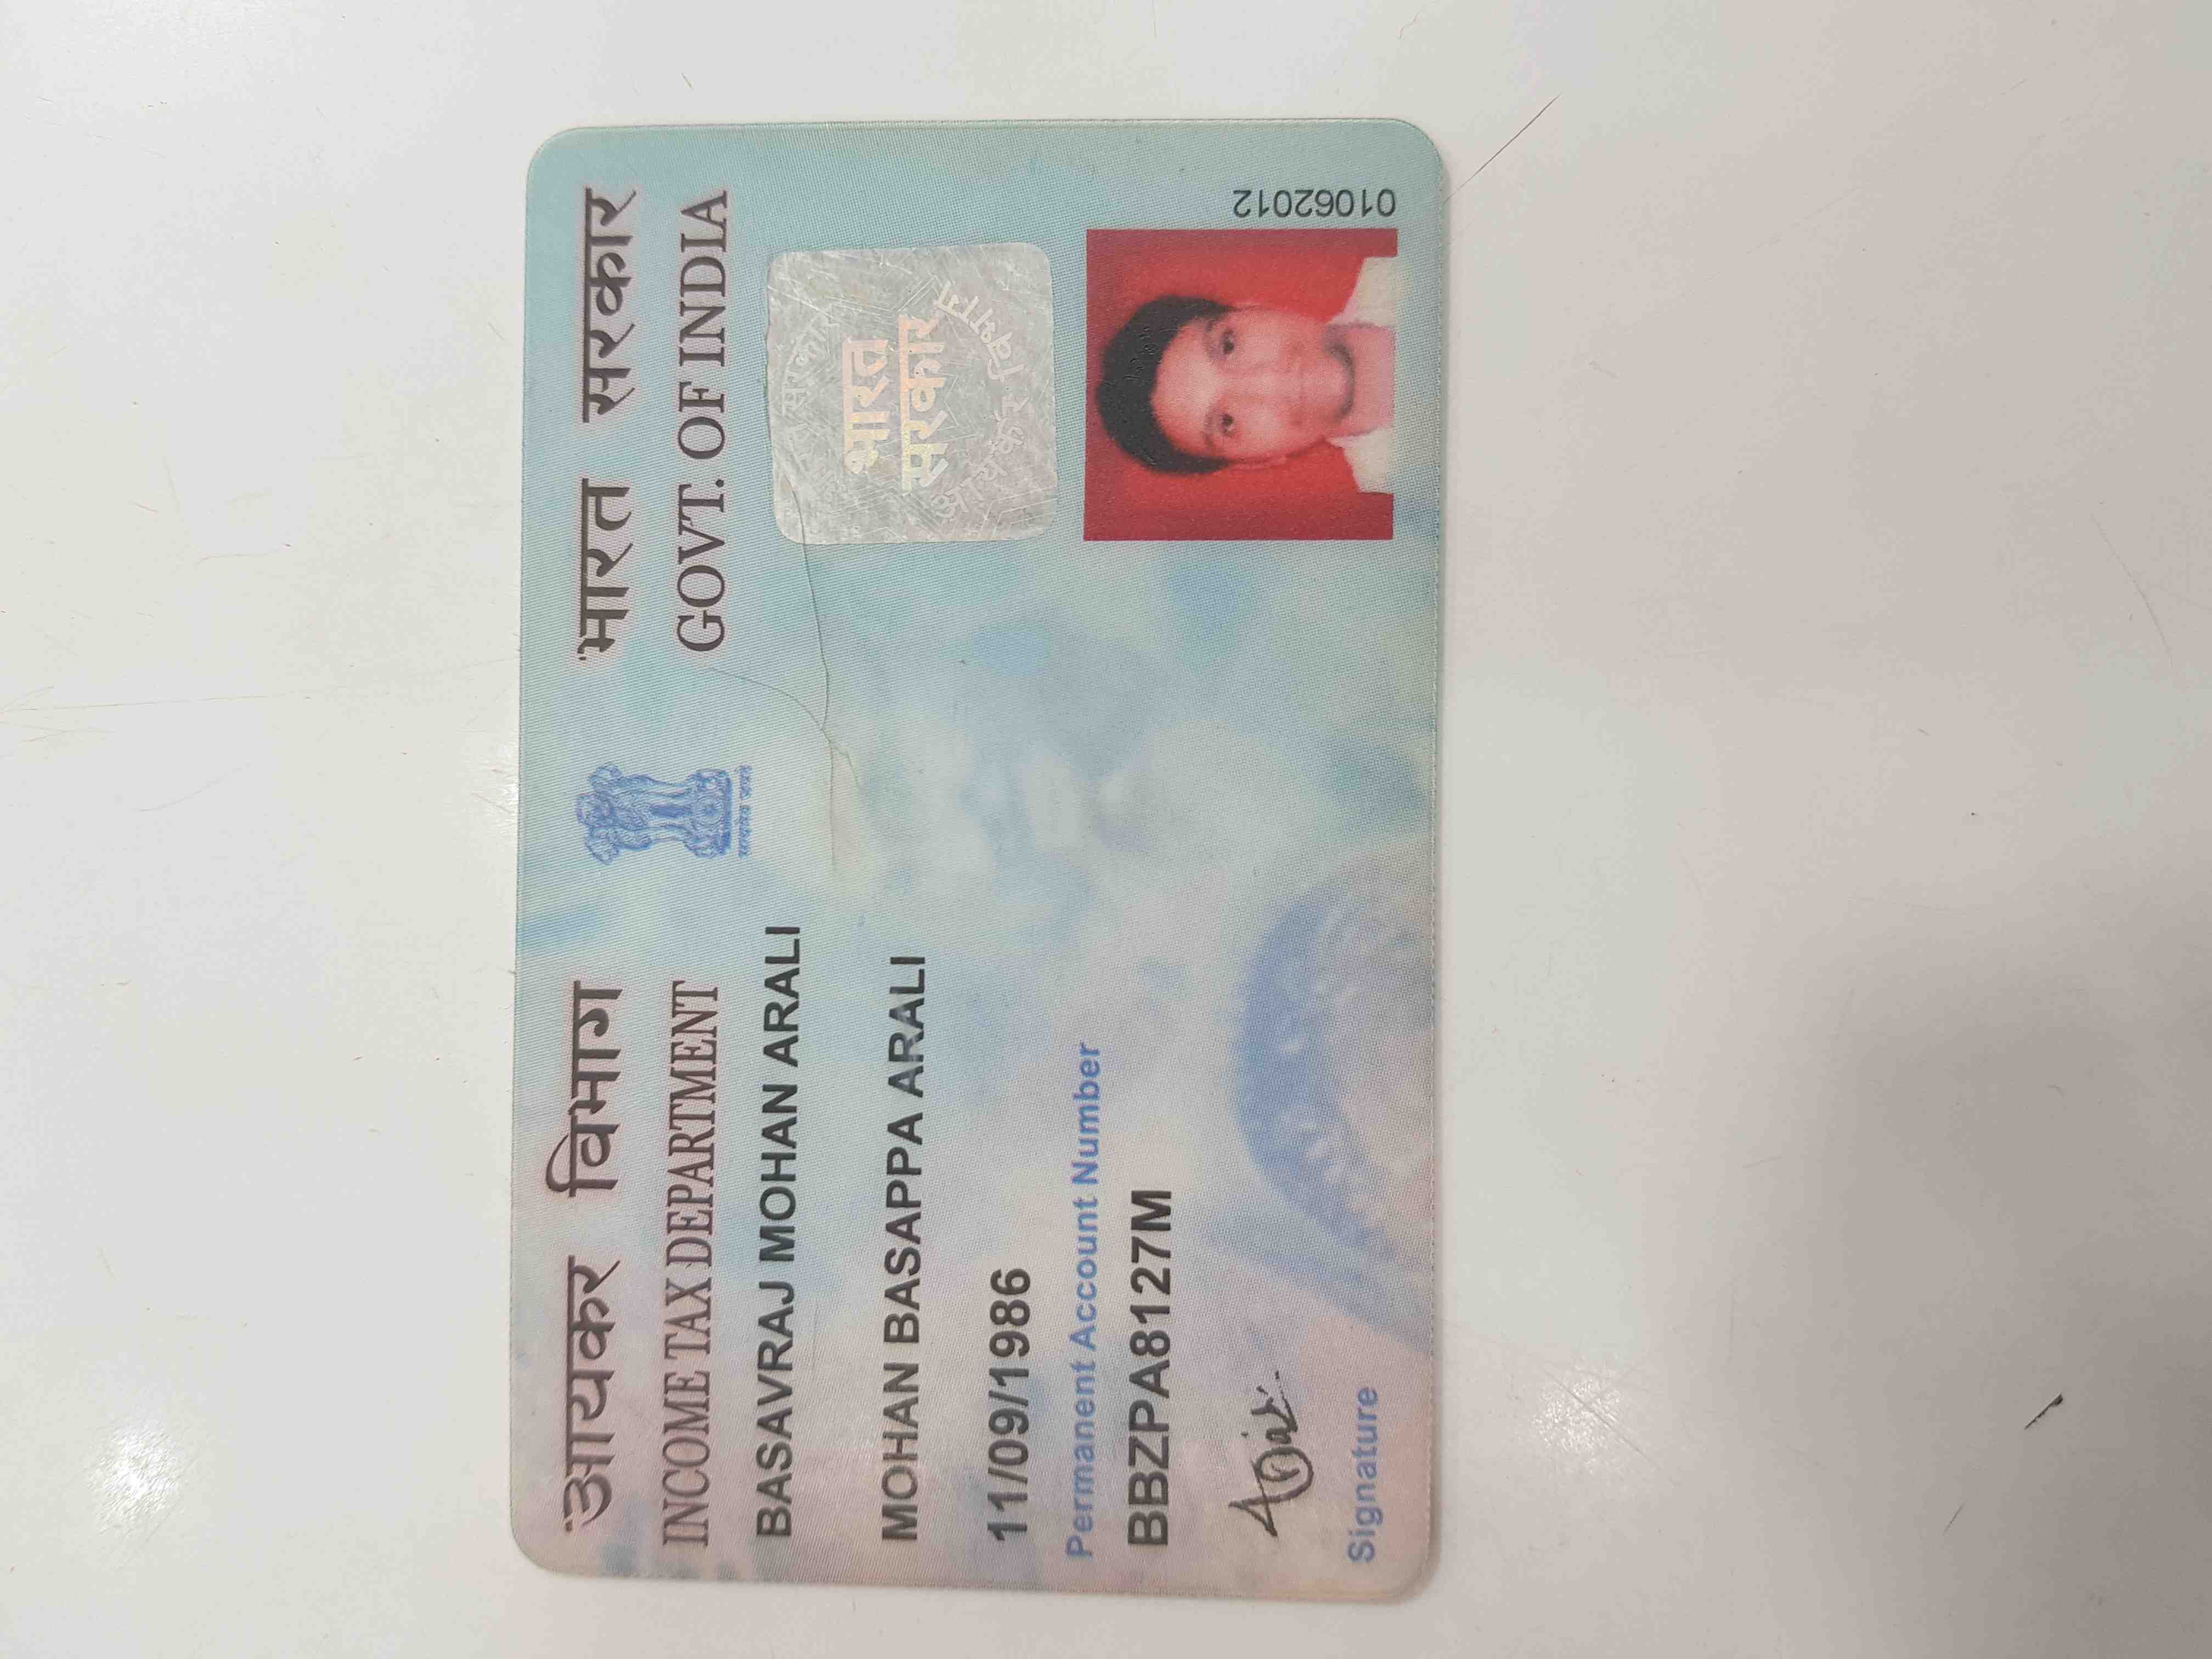 आयकर विभाग
INCOME TAX DEPARTMENT
सत्यमेव जयते
भारत सरकार
GOVT. OF INDIA
BASAVRAJ MOHAN ARALI
MOHAN BASAPPA ARALI
11/09/1986
Permanent Account Number
BBZPA8127M
Signature
भारत
सरकार
आयकर विभाग
01062012